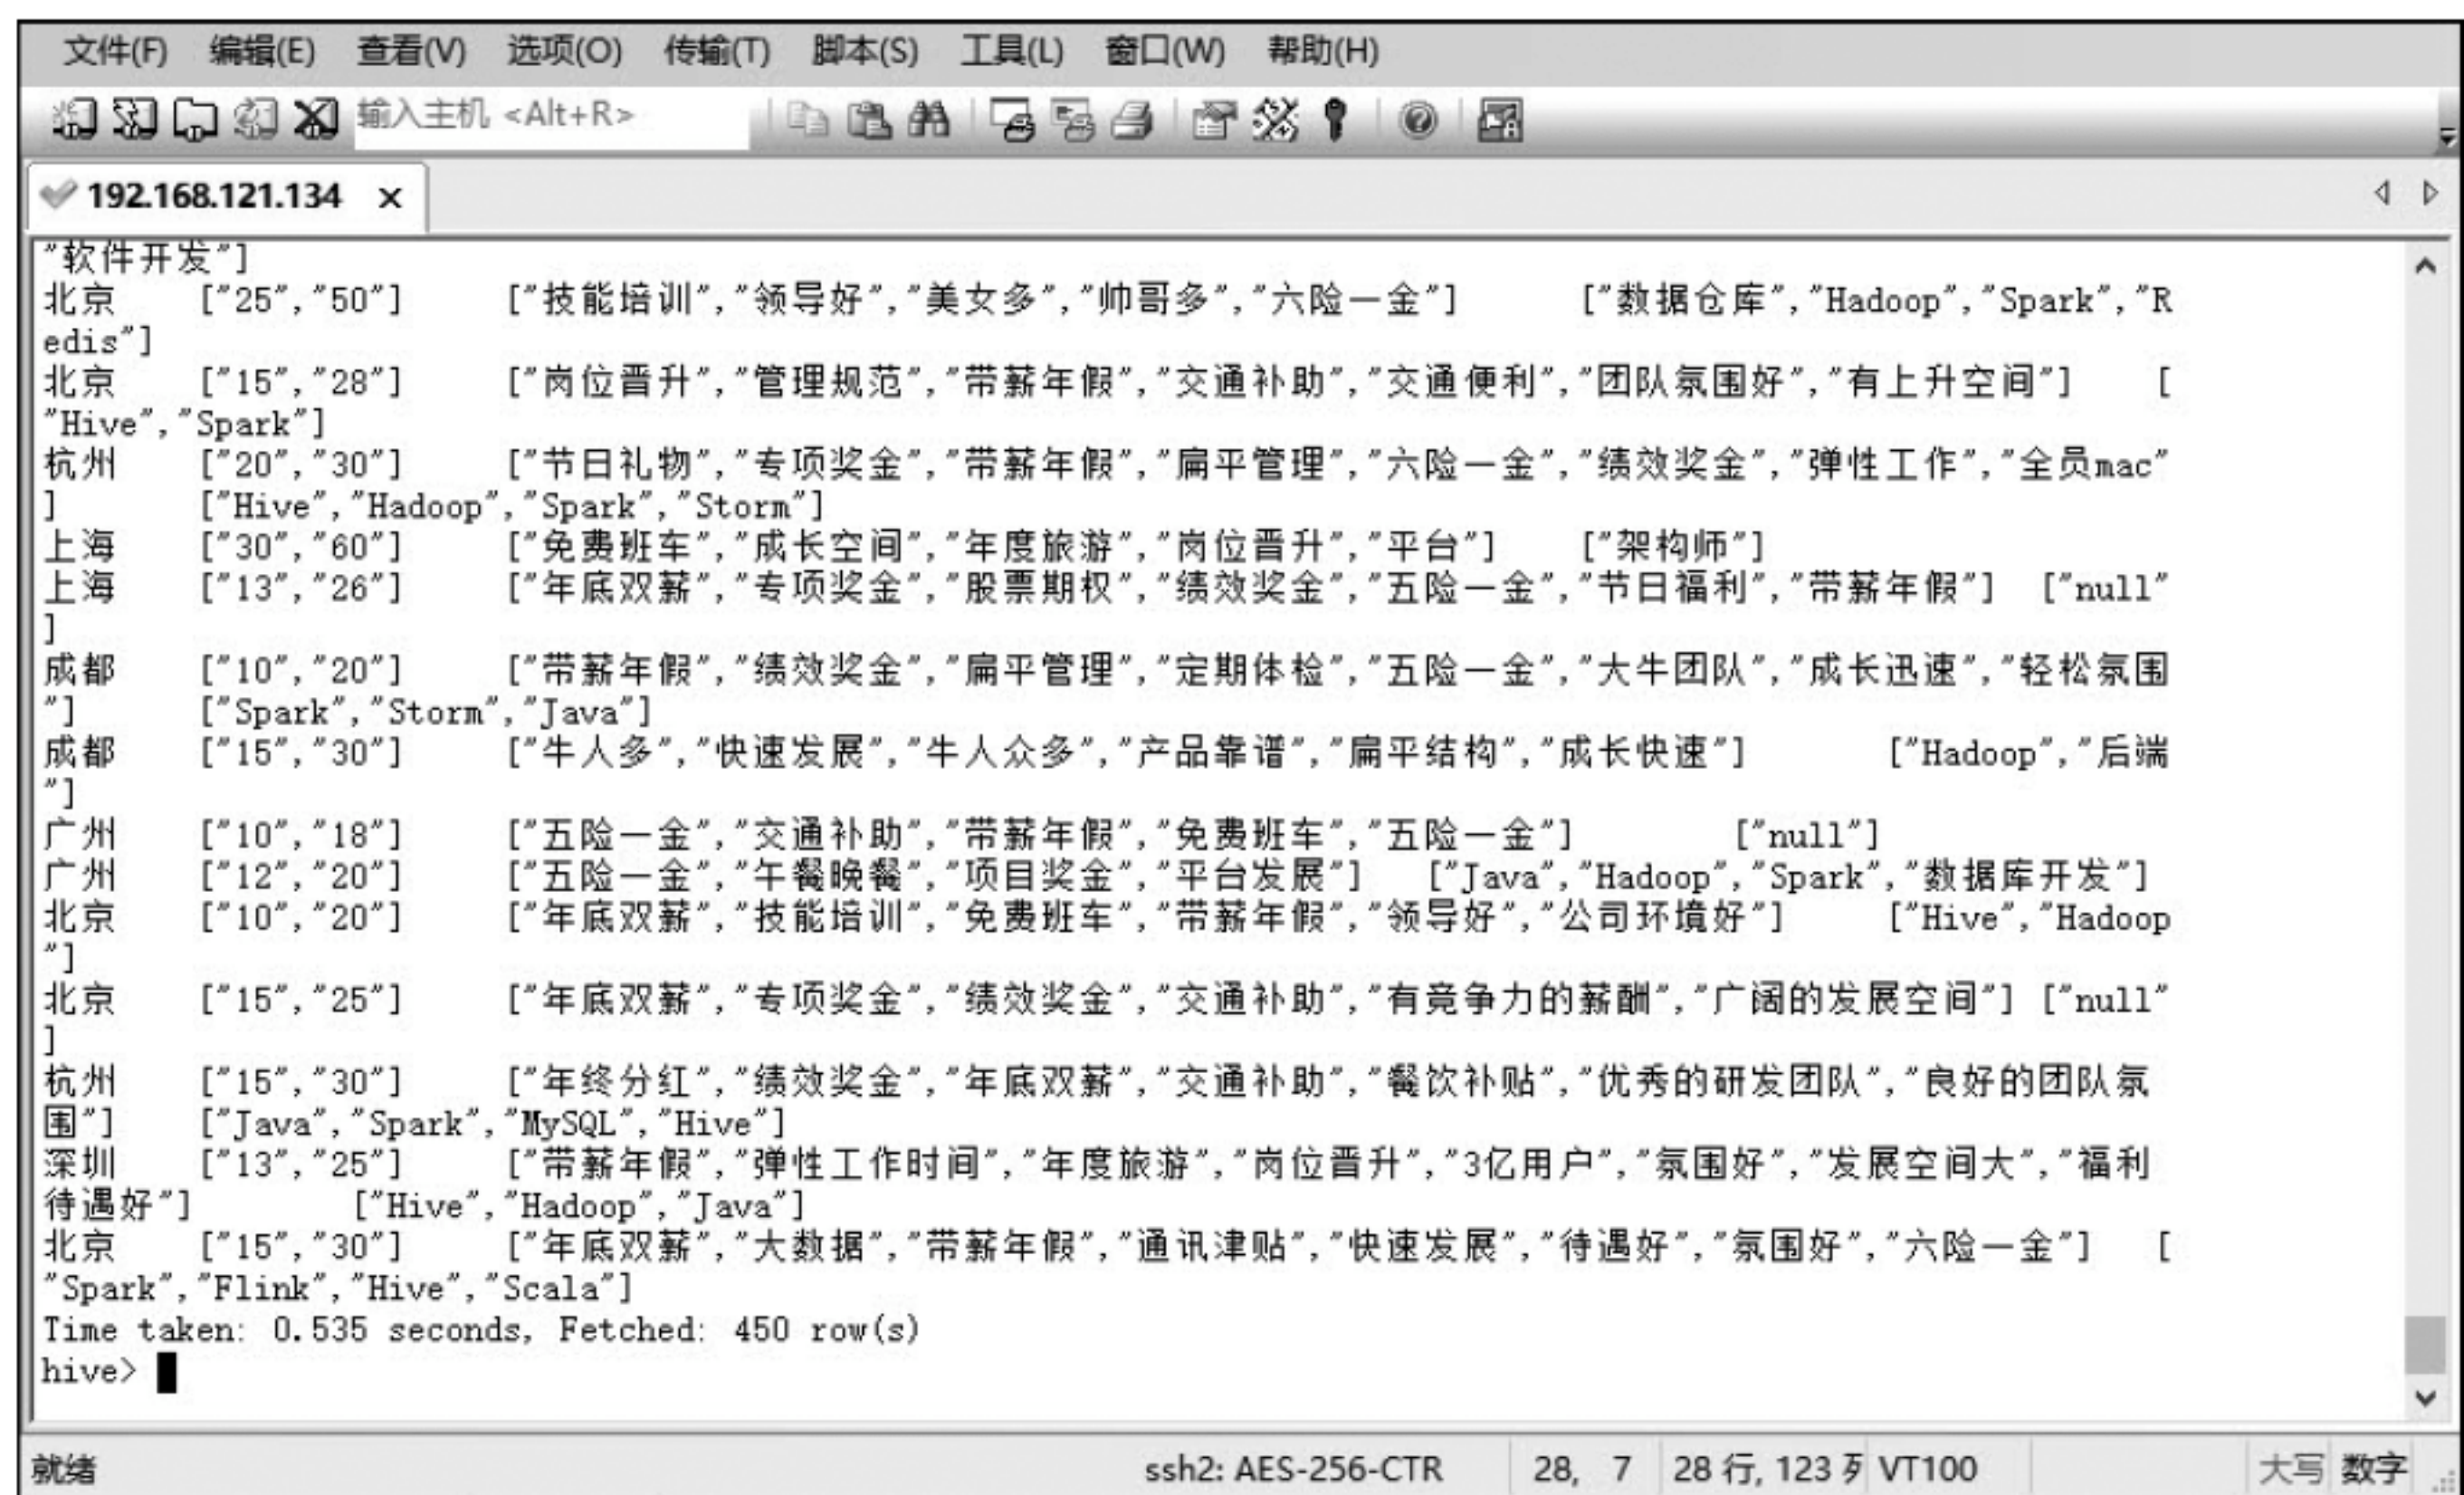 文件(F) 编辑(E) 查看(V) 选项(O) 传输(T) 脚本(S) 工具(L) 窗口(W) 帮助(H)
输入主机 <Alt+R>
192.168.121.134 x
"软件开发"]
北京 ["25","50"] ["技能培训","领导好","美女多","帅哥多","六险一金"] ["数据仓库","Hadoop","Spark","R
edis"]
北京 ["15","28"] ["岗位晋升","管理规范","带薪年假","交通补助","交通便利","团队氛围好","有上升空间"] [
"Hive","Spark"]
杭州 ["20","30"] ["节日礼物","专项奖金","带薪年假","扁平管理","六险一金","绩效奖金","弹性工作","全员mac"
] ["Hive","Hadoop","Spark","Storm"]
上海 ["30","60"] ["免费班车","成长空间","年度旅游","岗位晋升","平台"] ["架构师"]
上海 ["13","26"] ["年底双薪","专项奖金","股票期权","绩效奖金","五险一金","节日福利","带薪年假"] ["null"
]
成都 ["10","20"] ["带薪年假","绩效奖金","扁平管理","定期体检","五险一金","大牛团队","成长迅速","轻松氛围
"] ["Spark","Storm","Java"]
成都 ["15","30"] ["牛人多","快速发展","牛人众多","产品靠谱","扁平结构","成长快速"] ["Hadoop","后端
"]
广州 ["10","18"] ["五险一金","交通补助","带薪年假","免费班车","五险一金"] ["null"]
广州 ["12","20"] ["五险一金","午餐晚餐","项目奖金","平台发展"] ["Java","Hadoop","Spark","数据库开发"]
北京 ["10","20"] ["年底双薪","技能培训","免费班车","带薪年假","领导好","公司环境好"] ["Hive","Hadoop
"]
北京 ["15","25"] ["年底双薪","专项奖金","绩效奖金","交通补助","有竞争力的薪酬","广阔的发展空间"] ["null"
]
杭州 ["15","30"] ["年终分红","绩效奖金","年底双薪","交通补助","餐饮补贴","优秀的研发团队","良好的团队氛
围"] ["Java","Spark","MySQL","Hive"]
深圳 ["13","25"] ["带薪年假","弹性工作时间","年度旅游","岗位晋升","3亿用户","氛围好","发展空间大","福利
待遇好"] ["Hive","Hadoop","Java"]
北京 ["15","30"] ["年底双薪","大数据","带薪年假","通讯津贴","快速发展","待遇好","氛围好","六险一金"] [
"Spark","Flink","Hive","Scala"]
Time taken: 0.535 seconds, Fetched: 450 row(s)
hive>
就绪 ssh2: AES-256-CTR 28, 7 28 行, 123 列 VT100 大写 数字